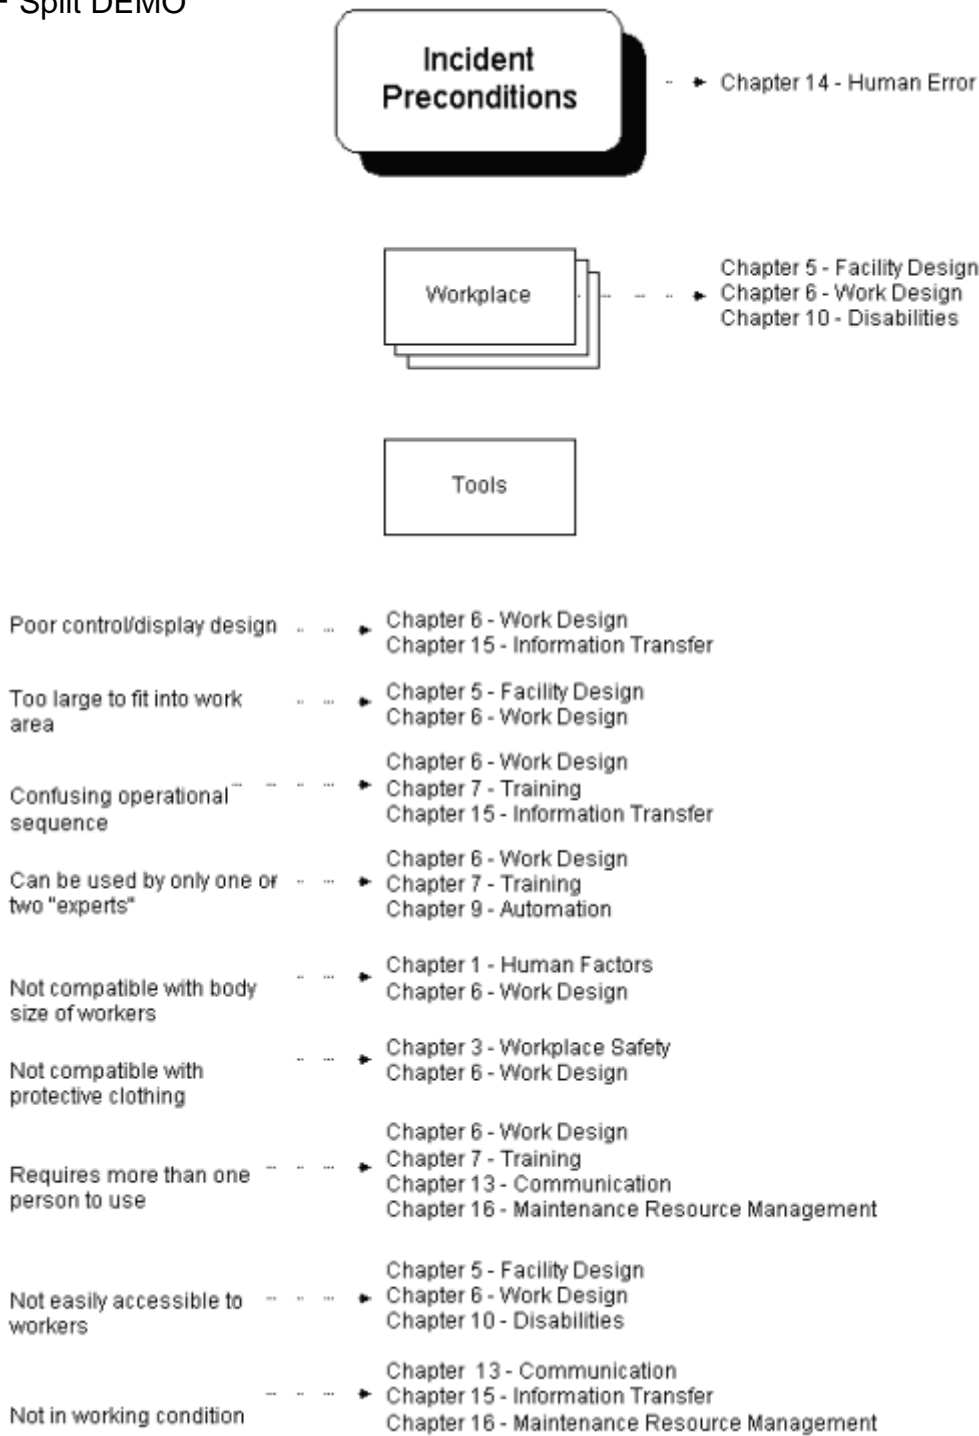 - Split DEMO
Incident
Preconditions
Chapter 14 - Human Error
Workplace
Chapter 5 - Facility Design
Chapter 6 - Work Design
Chapter 10 - Disabilities
Tools
Poor control/display design
Chapter 6 - Work Design
Chapter 15 - Information Transfer
Too large to fit into work
area
Chapter 5 - Facility Design
Chapter 6 - Work Design
Confusing operational
sequence
Chapter 6 - Work Design
Chapter 7 - Training
Chapter 15 - Information Transfer
Can be used by only one or
two "experts"
Chapter 6 - Work Design
Chapter 7 - Training
Chapter 9 - Automation
Not compatible with body
size of workers
Chapter 1 - Human Factors
Chapter 6 - Work Design
Not compatible with
protective clothing
Chapter 3 - Workplace Safety
Chapter 6 - Work Design
Requires more than one
person to use
Chapter 6 - Work Design
Chapter 7 - Training
Chapter 13 - Communication
Chapter 16 - Maintenance Resource Management
Not easily accessible to
workers
Chapter 5 - Facility Design
Chapter 6 - Work Design
Chapter 10 - Disabilities
Not in working condition
Chapter 13 - Communication
Chapter 15 - Information Transfer
Chapter 16 - Maintenance Resource Management